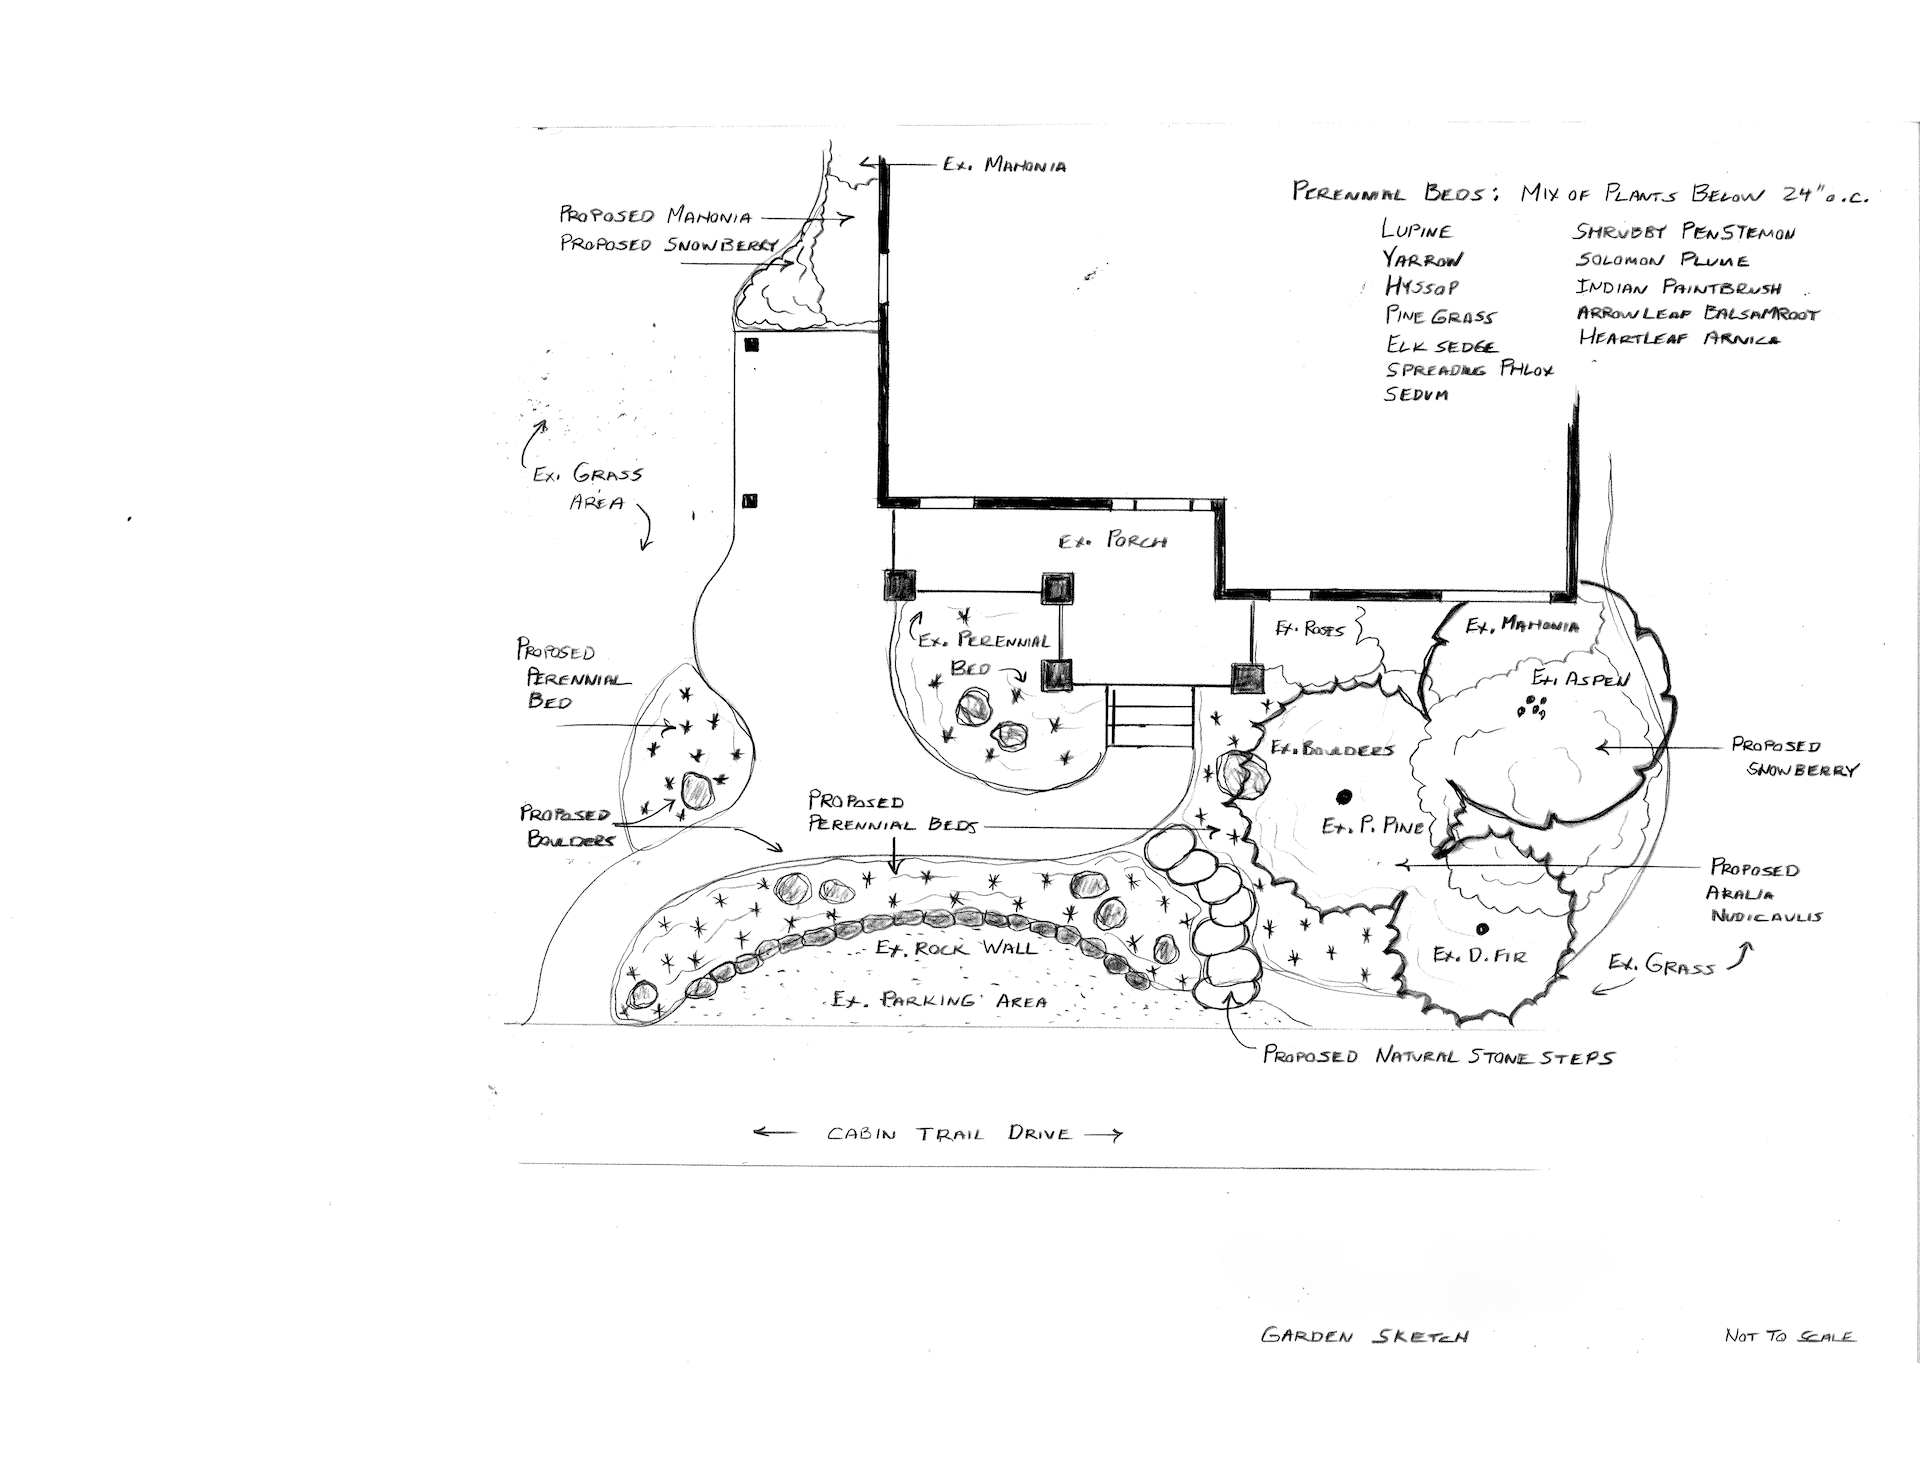 Ex. Mahonia
Proposed Mahonia
Proposed Snowberry
Perennial Beds: Mix of Plants Below 24" o.c.
Lupine
Yarrow
Hyssop
Pine Grass
Elk Sedge
Spreading Phlox
Sedum
Shrubby Penstemon
Solomon Plume
Indian Paintbrush
Arrowleaf Balsamroot
Heartleaf Arnica
Ex. Grass
Area
Ex. Porch
Ex. Perennial
Bed
Ex. Roses
Ex. Mahonia
Ex. Aspen
Proposed
Perennial
Bed
Ex. Boulders
Proposed
Snowberry
Proposed
Boulders
Proposed
Perennial Beds
Ex. P. Pine
Proposed
Aralia
Nudicaulis
Ex. Rock Wall
Ex. D. Fir
Ex. Grass
Ex. Parking Area
Proposed Natural Stone Steps
Cabin Trail Drive
Garden Sketch
Not to Scale